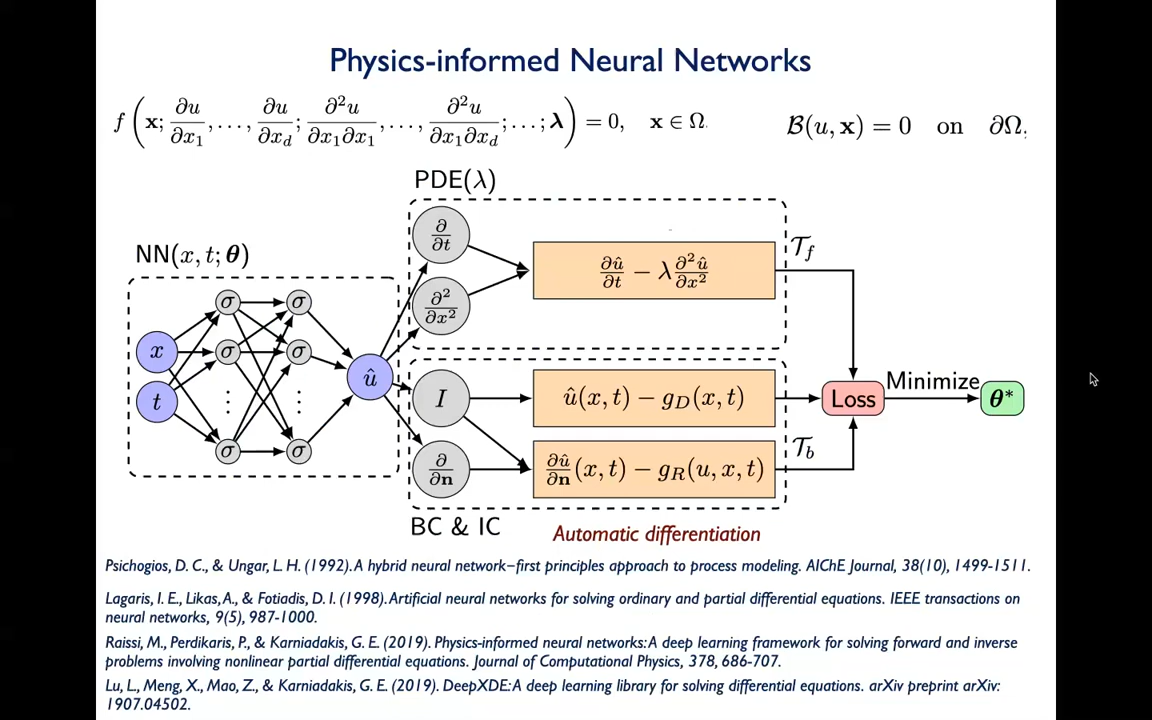 Physics-informed Neural Networks
f(x; ∂u/∂x₁, …, ∂u/∂x_d; ∂²u/∂x₁∂x₁, …, ∂²u/∂x₁∂x_d; …; λ) = 0, x ∈ Ω. B(u, x) = 0 on ∂Ω;
PDE(λ)
NN(x, t; θ)
∂/∂t
∂²/∂x²
∂û/∂t − λ ∂²û/∂x²
𝒯_f
σ σ
x σ σ
t ⋮ ⋮
σ σ
û
I
∂/∂n
û(x, t) − g_D(x, t)
∂û/∂n (x, t) − g_R(u, x, t)
𝒯_b
Loss
Minimize
θ*
BC & IC
Automatic differentiation
Psichogios, D. C., & Ungar, L. H. (1992). A hybrid neural network–first principles approach to process modeling. AIChE Journal, 38(10), 1499-1511.
Lagaris, I. E., Likas, A., & Fotiadis, D. I. (1998). Artificial neural networks for solving ordinary and partial differential equations. IEEE transactions on
neural networks, 9(5), 987-1000.
Raissi, M., Perdikaris, P., & Karniadakis, G. E. (2019). Physics-informed neural networks: A deep learning framework for solving forward and inverse
problems involving nonlinear partial differential equations. Journal of Computational Physics, 378, 686-707.
Lu, L., Meng, X., Mao, Z., & Karniadakis, G. E. (2019). DeepXDE: A deep learning library for solving differential equations. arXiv preprint arXiv:
1907.04502.